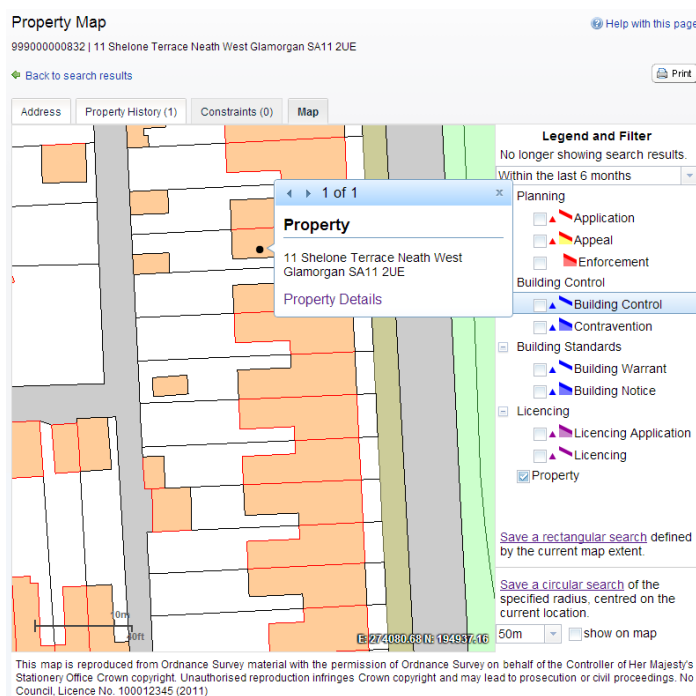 Property Map
Help with this page
999000000832 | 11 Shelone Terrace Neath West Glamorgan SA11 2UE
Back to search results
Print
Address
Property History (1)
Constraints (0)
Map
Legend and Filter
No longer showing search results.
Within the last 6 months
Planning
Application
Appeal
Enforcement
Building Control
Building Control
Contravention
Building Standards
Building Warrant
Building Notice
Licencing
Licencing Application
Licencing
Property
1 of 1
x
Property
11 Shelone Terrace Neath West
Glamorgan SA11 2UE
Property Details
Save a rectangular search defined
by the current map extent.
Save a circular search of the
specified radius, centred on the
current location.
50m
show on map
10m
40ft
E: 274080.68 N: 194937.16
This map is reproduced from Ordnance Survey material with the permission of Ordnance Survey on behalf of the Controller of Her Majesty's
Stationery Office Crown copyright. Unauthorised reproduction infringes Crown copyright and may lead to prosecution or civil proceedings. No
Council, Licence No. 100012345 (2011)